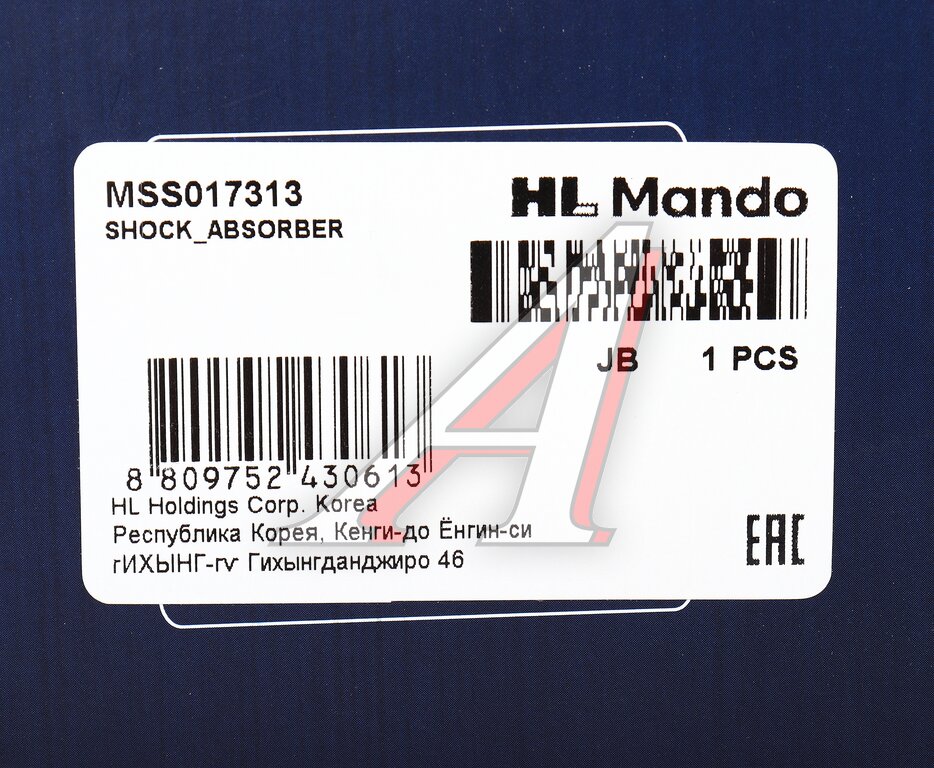 MSS017313
SHOCK_ABSORBER
HL Mando
JB 1 PCS
8 809752 430613
HL Holdings Corp. Korea
Республика Корея, Кенги-до Ёнгин-си
гИХЫНГ-гv Гихынгданджиро 46
EAC